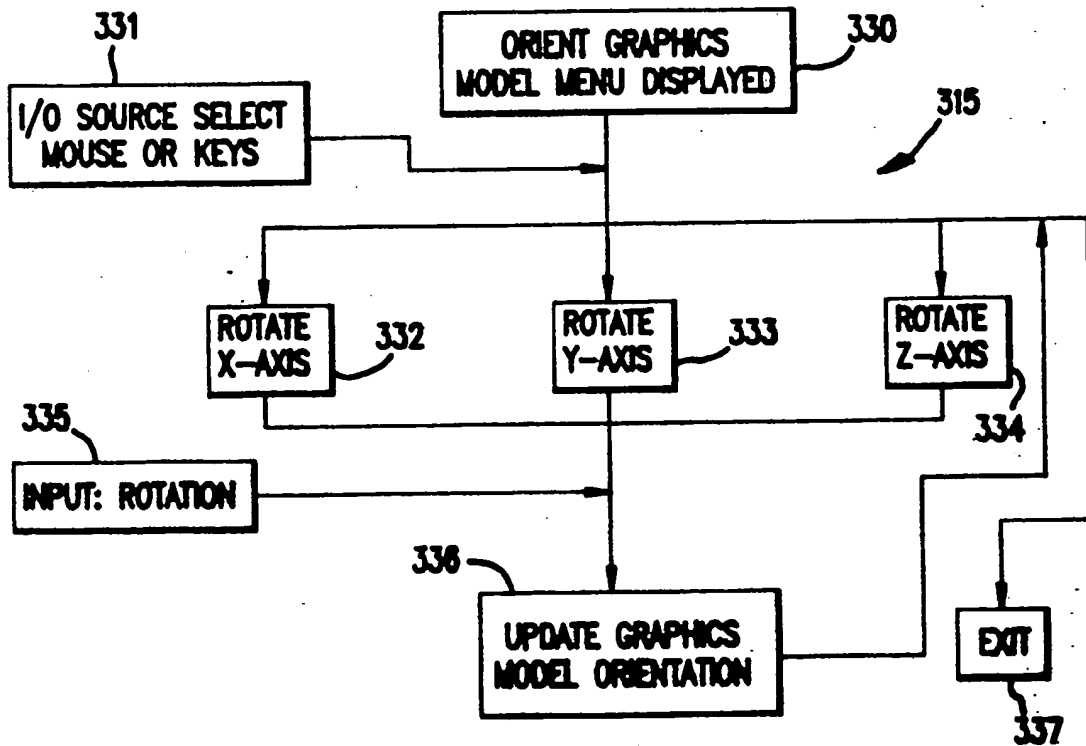 331
I/O SOURCE SELECT
MOUSE OR KEYS
ORIENT GRAPHICS
MODEL MENU DISPLAYED
330
315
ROTATE
X-AXIS
332
ROTATE
Y-AXIS
333
ROTATE
Z-AXIS
334
335
INPUT: ROTATION
336
UPDATE GRAPHICS
MODEL ORIENTATION
EXIT
337